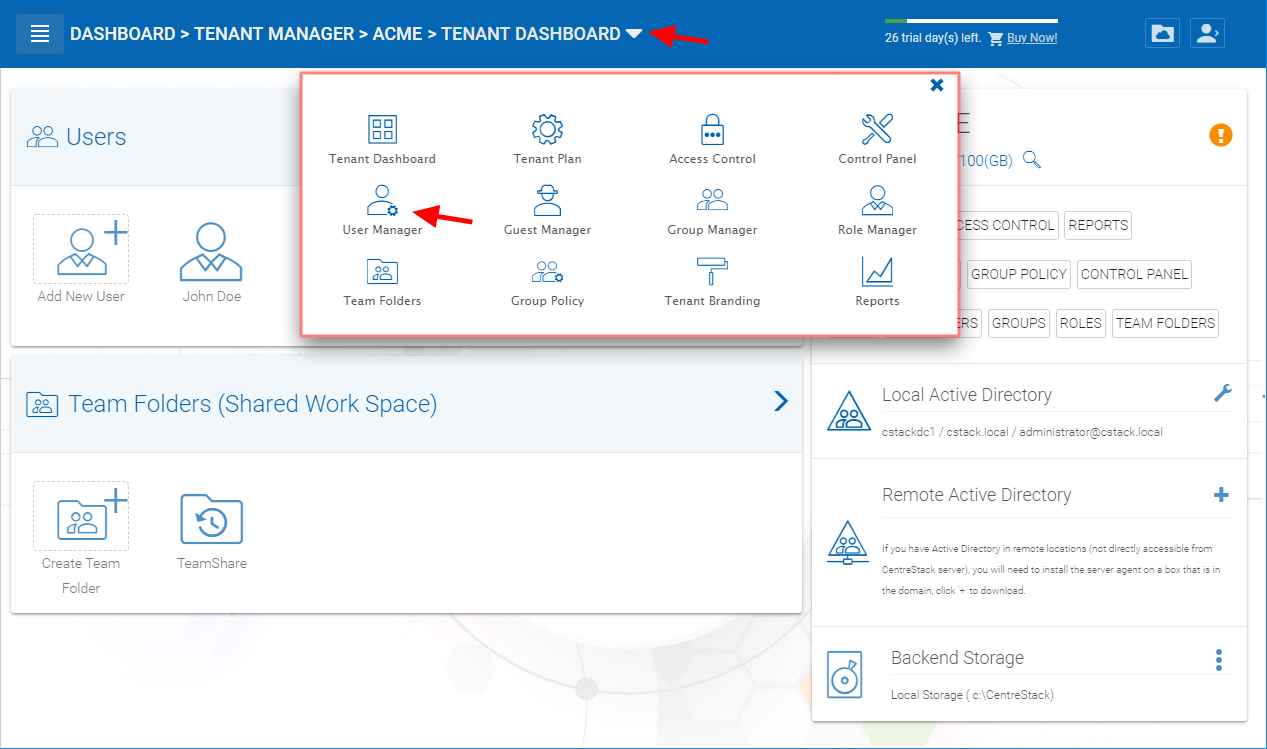 DASHBOARD > TENANT MANAGER > ACME > TENANT DASHBOARD
26 trial day(s) left. Buy Now!
Users
Add New User
John Doe
Tenant Dashboard
Tenant Plan
Access Control
Control Panel
User Manager
Guest Manager
Group Manager
Role Manager
Team Folders
Group Policy
Tenant Branding
Reports
E
100(GB)
CESS CONTROL
REPORTS
GROUP POLICY
CONTROL PANEL
ERS
GROUPS
ROLES
TEAM FOLDERS
Team Folders (Shared Work Space)
Create Team
Folder
TeamShare
Local Active Directory
cstackdc1 / cstack.local / administrator@cstack.local
Remote Active Directory
If you have Active Directory in remote locations (not directly accessible from
CentreStack server), you will need to install the server agent on a box that is in
the domain, click '+' to download.
Backend Storage
Local Storage ( c:\CentreStack)